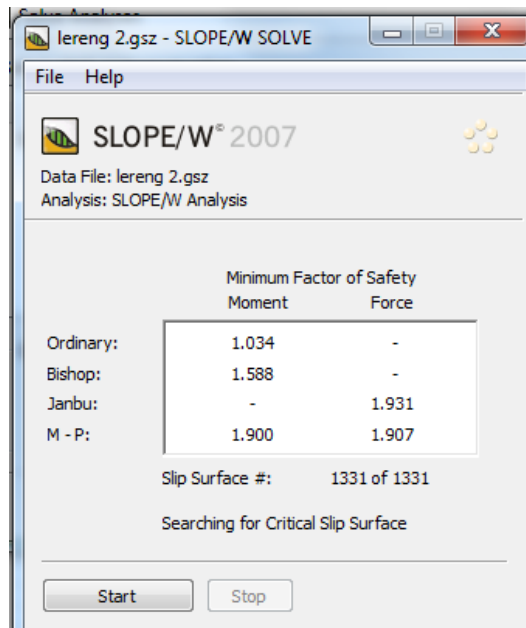 Solve Analyses
lereng 2.gsz - SLOPE/W SOLVE
File Help
SLOPE/W© 2007
Data File: lereng 2.gsz
Analysis: SLOPE/W Analysis
Minimum Factor of Safety
Moment Force
Ordinary: 1.034 -
Bishop: 1.588 -
Janbu: - 1.931
M - P: 1.900 1.907
Slip Surface #: 1331 of 1331
Searching for Critical Slip Surface
Start Stop